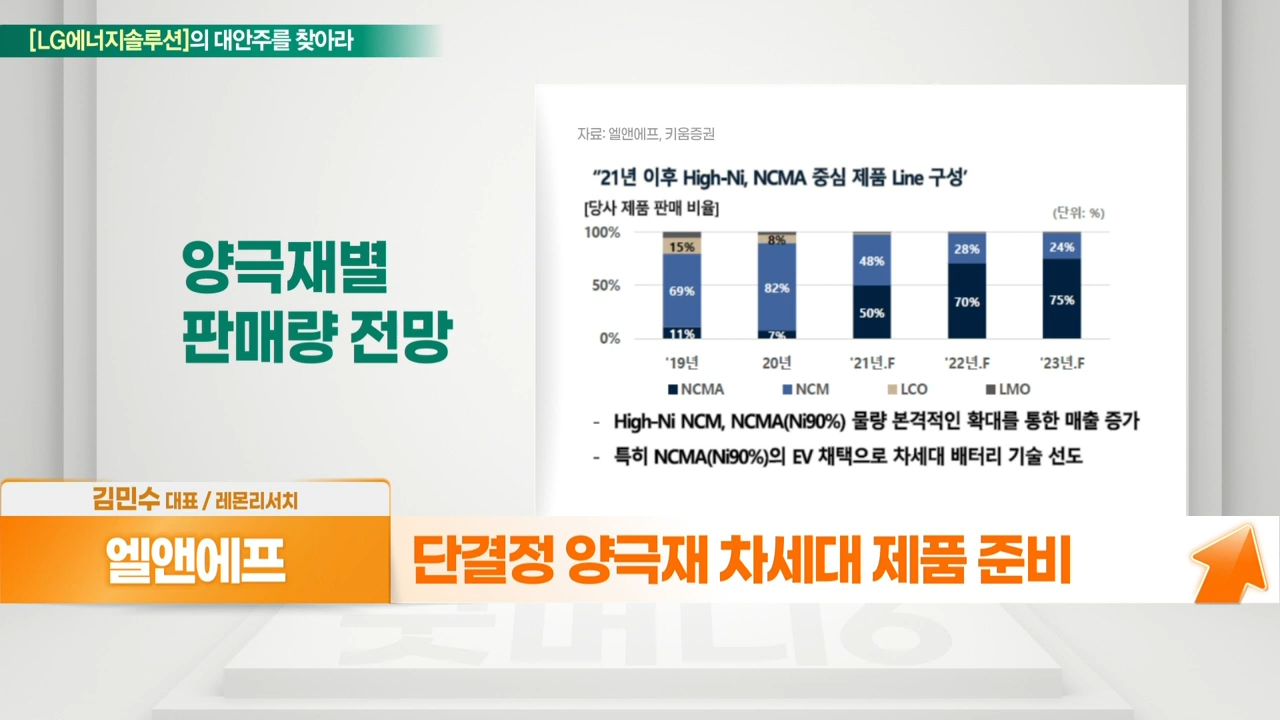 [LG에너지솔루션]의 대안주를 찾아라
자료: 엘앤에프, 키움증권
“21년 이후 High-Ni, NCMA 중심 제품 Line 구성’
[당사 제품 판매 비율]
(단위: %)
양극재별
판매량 전망
100%
50%
0%
15%
69%
11%
8%
82%
7%
48%
50%
28%
70%
24%
75%
'19년
20년
'21년.F
'22년.F
'23년.F
NCMA
NCM
LCO
LMO
- High-Ni NCM, NCMA(Ni90%) 물량 본격적인 확대를 통한 매출 증가
- 특히 NCMA(Ni90%)의 EV 채택으로 차세대 배터리 기술 선도
김민수 대표 / 레몬리서치
엘앤에프
단결정 양극재 차세대 제품 준비